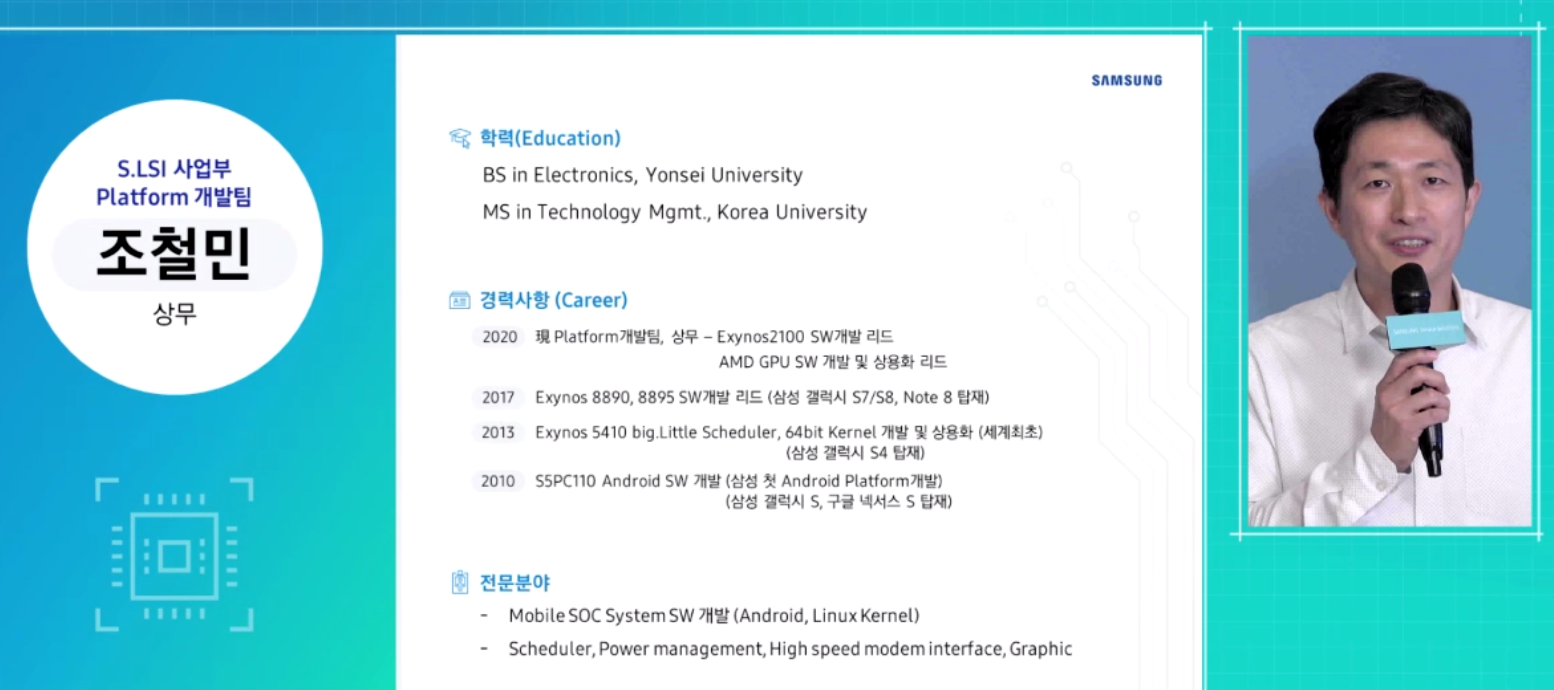 S.LSI 사업부
Platform 개발팀
조철민
상무
SAMSUNG
학력(Education)
BS in Electronics, Yonsei University
MS in Technology Mgmt., Korea University
경력사항 (Career)
2020 現 Platform개발팀, 상무 – Exynos2100 SW개발 리드
AMD GPU SW 개발 및 상용화 리드
2017 Exynos 8890, 8895 SW개발 리드 (삼성 갤럭시 S7/S8, Note 8 탑재)
2013 Exynos 5410 big.Little Scheduler, 64bit Kernel 개발 및 상용화 (세계최초)
(삼성 갤럭시 S4 탑재)
2010 S5PC110 Android SW 개발 (삼성 첫 Android Platform개발)
(삼성 갤럭시 S, 구글 넥서스 S 탑재)
전문분야
- Mobile SOC System SW 개발 (Android, Linux Kernel)
- Scheduler, Power management, High speed modem interface, Graphic